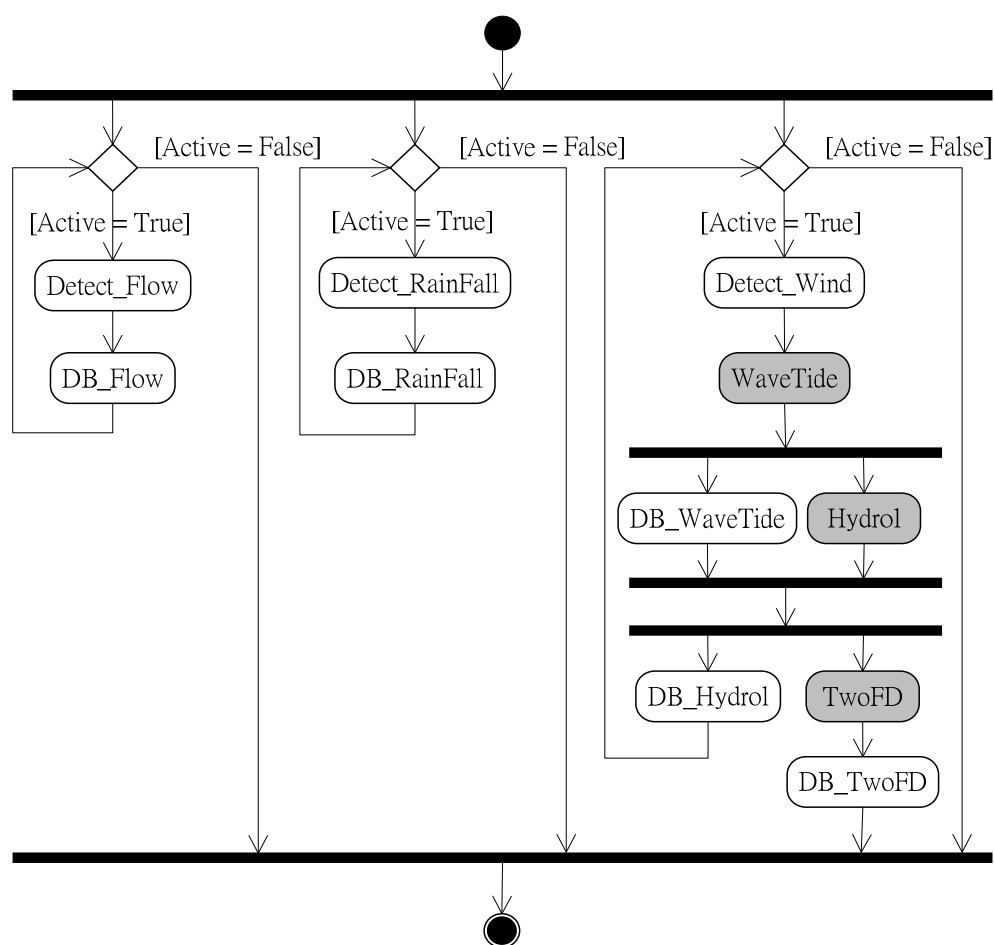 [Active = False]
[Active = False]
[Active = False]
[Active = True]
[Active = True]
[Active = True]
Detect_Flow
Detect_RainFall
Detect_Wind
DB_Flow
DB_RainFall
WaveTide
DB_WaveTide
Hydrol
DB_Hydrol
TwoFD
DB_TwoFD